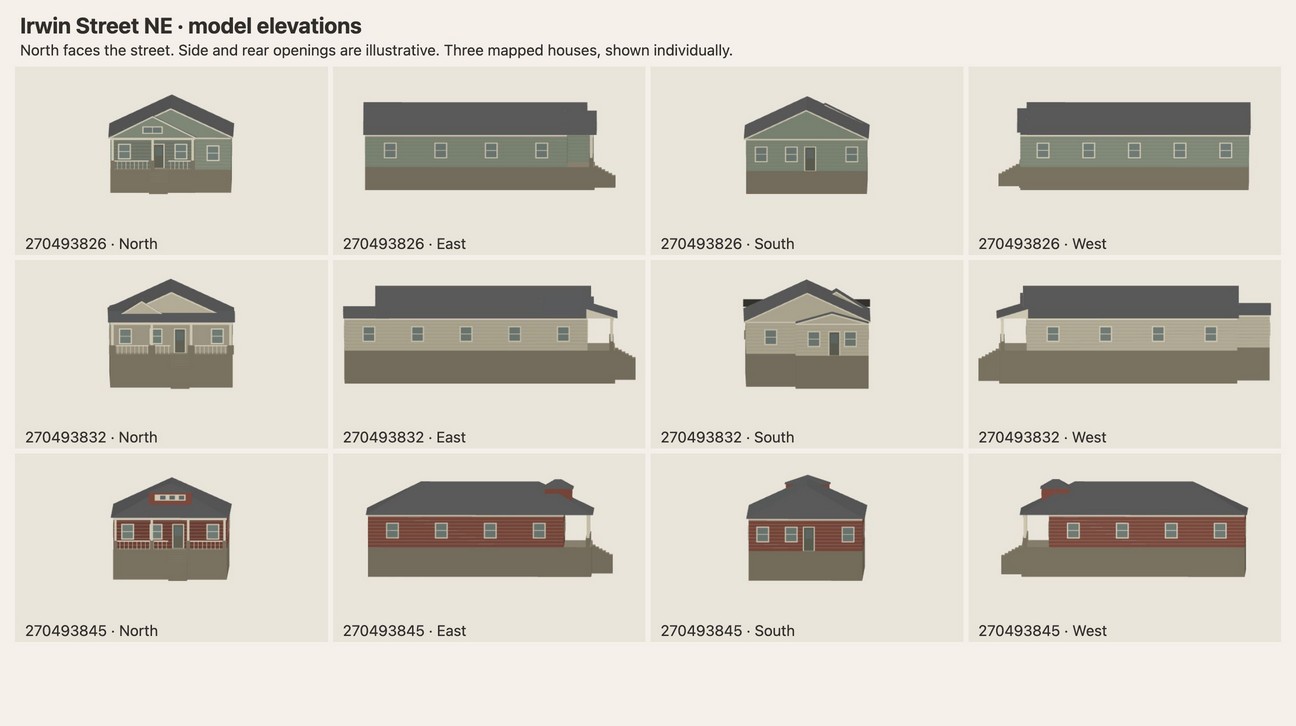 Irwin Street NE · model elevations
North faces the street. Side and rear openings are illustrative. Three mapped houses, shown individually.
270493826 · North
270493826 · East
270493826 · South
270493826 · West
270493832 · North
270493832 · East
270493832 · South
270493832 · West
270493845 · North
270493845 · East
270493845 · South
270493845 · West